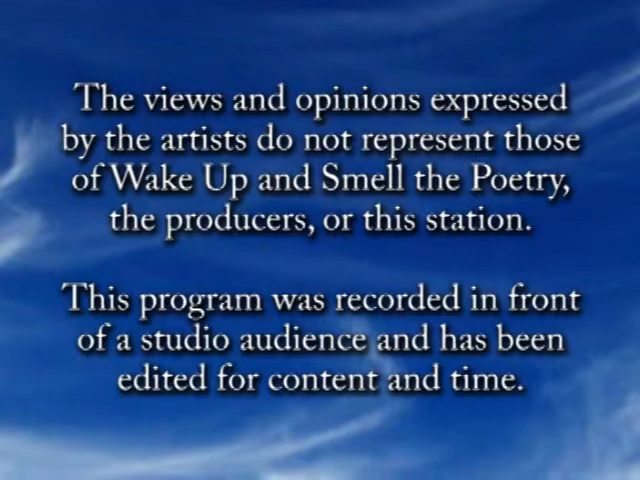 The views and opinions expressed
by the artists do not represent those
of Wake Up and Smell the Poetry,
the producers, or this station.
This program was recorded in front
of a studio audience and has been
edited for content and time.